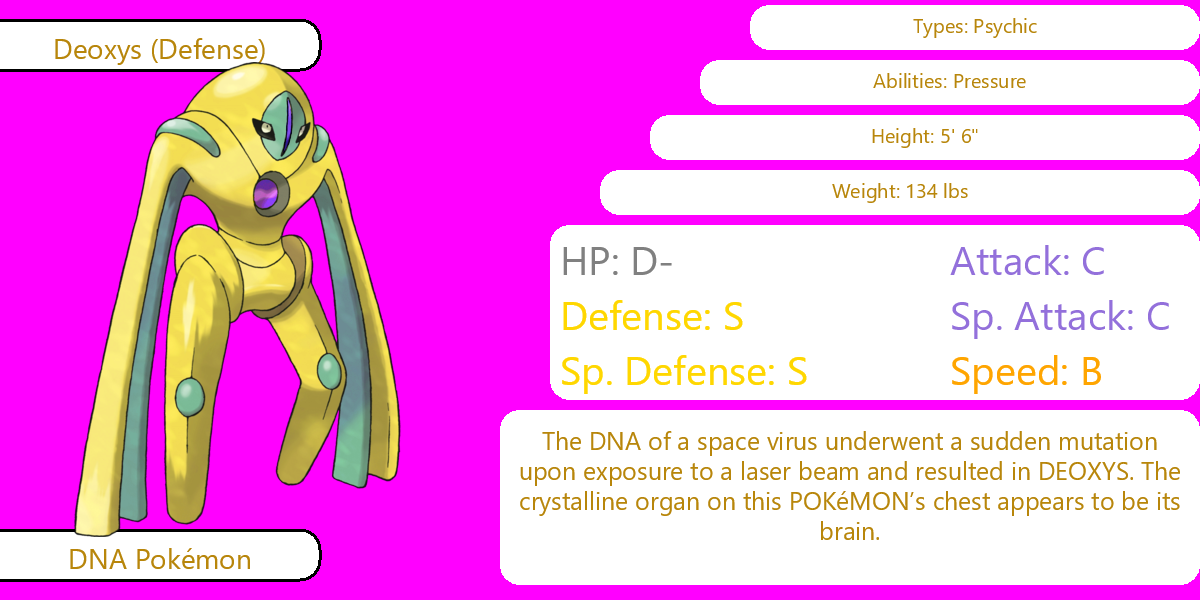 Deoxys (Defense)
DNA Pokémon
Types: Psychic
Abilities: Pressure
Height: 5' 6"
Weight: 134 lbs
HP: D-
Attack: C
Defense: S
Sp. Attack: C
Sp. Defense: S
Speed: B
The DNA of a space virus underwent a sudden mutation
upon exposure to a laser beam and resulted in DEOXYS. The
crystalline organ on this POKéMON’s chest appears to be its
brain.